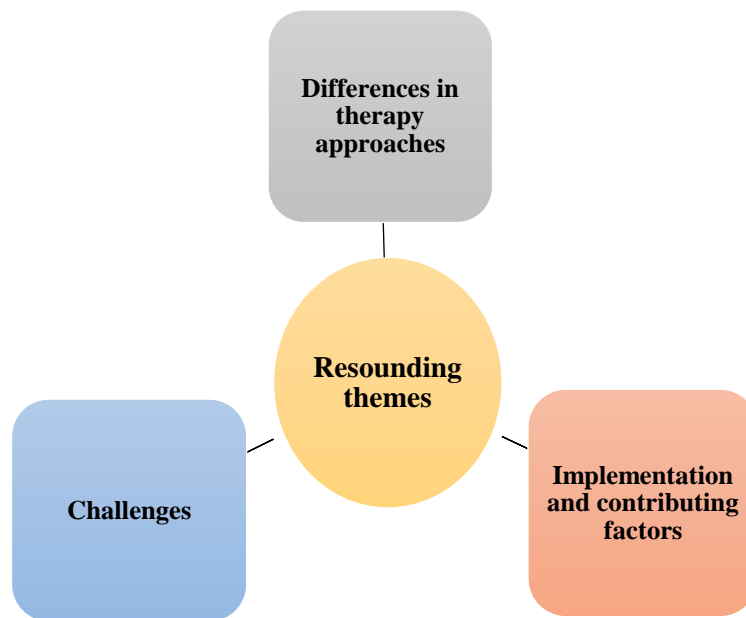 Differences in
therapy
approaches
Resounding
themes
Challenges
Implementation
and contributing
factors